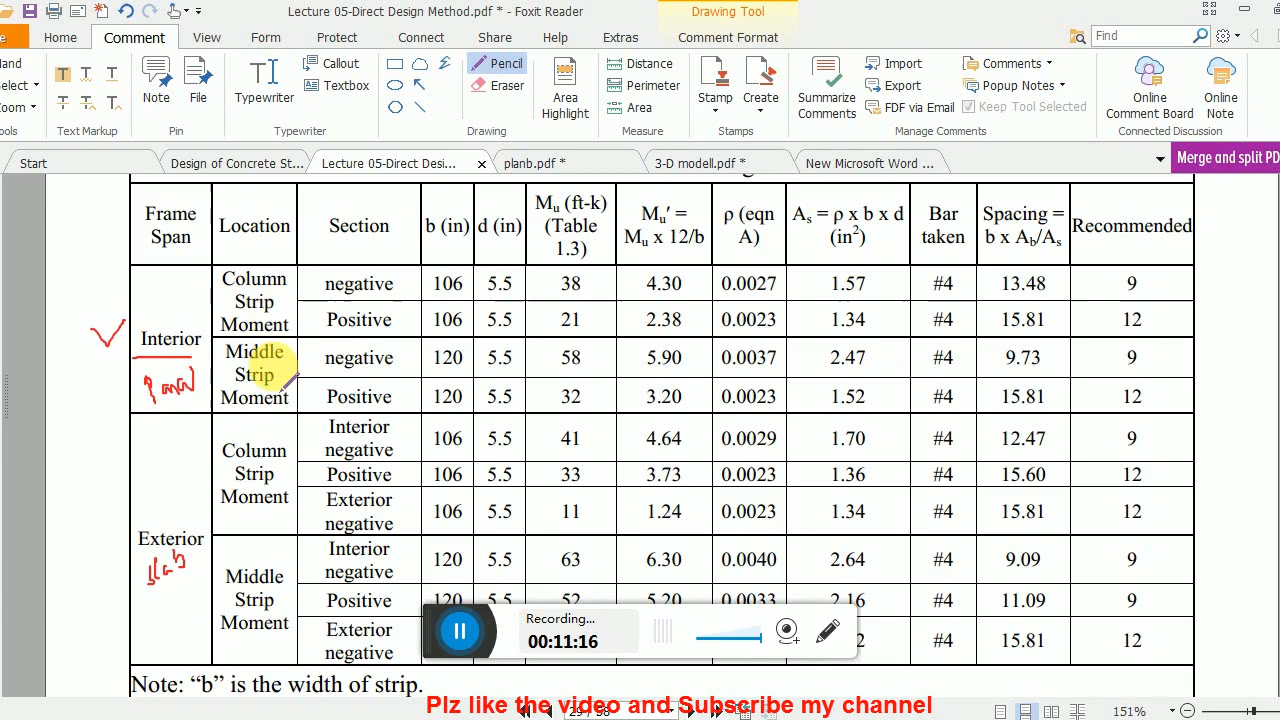 Lecture 05-Direct Design Method.pdf * - Foxit Reader
Drawing Tool
Home Comment View Form Protect Connect Share Help Extras Comment Format
Find
Note File Typewriter Callout Textbox Pencil Eraser Area Highlight Distance Perimeter Area Stamp Create Summarize Comments Import Export FDF via Email Comments Popup Notes Keep Tool Selected Online Comment Board Online Note
Text Markup Pin Typewriter Drawing Measure Stamps Manage Comments Connected Discussion
Start Design of Concrete St... Lecture 05-Direct Desi... planb.pdf * 3-D modell.pdf * New Microsoft Word ... Merge and split PD
Frame Span Location Section b (in) d (in) Mu (ft-k) (Table 1.3) Mu′ = Mu x 12/b ρ (eqn A) As = ρ x b x d (in2) Bar taken Spacing = b x Ab/As Recommended
Interior
Column Strip Moment negative 106 5.5 38 4.30 0.0027 1.57 #4 13.48 9
Positive 106 5.5 21 2.38 0.0023 1.34 #4 15.81 12
Middle Strip Moment negative 120 5.5 58 5.90 0.0037 2.47 #4 9.73 9
Positive 120 5.5 32 3.20 0.0023 1.52 #4 15.81 12
Exterior
slab
Column Strip Moment Interior negative 106 5.5 41 4.64 0.0029 1.70 #4 12.47 9
Positive 106 5.5 33 3.73 0.0023 1.36 #4 15.60 12
Exterior negative 106 5.5 11 1.24 0.0023 1.34 #4 15.81 12
Middle Strip Moment Interior negative 120 5.5 63 6.30 0.0040 2.64 #4 9.09 9
Positive 120 5.5 52 5.20 0.0033 2.16 #4 11.09 9
Exterior negative 2 #4 15.81 12
Recording...
00:11:16
Note: “b” is the width of strip.
Plz like the video and Subscribe my channel
151%